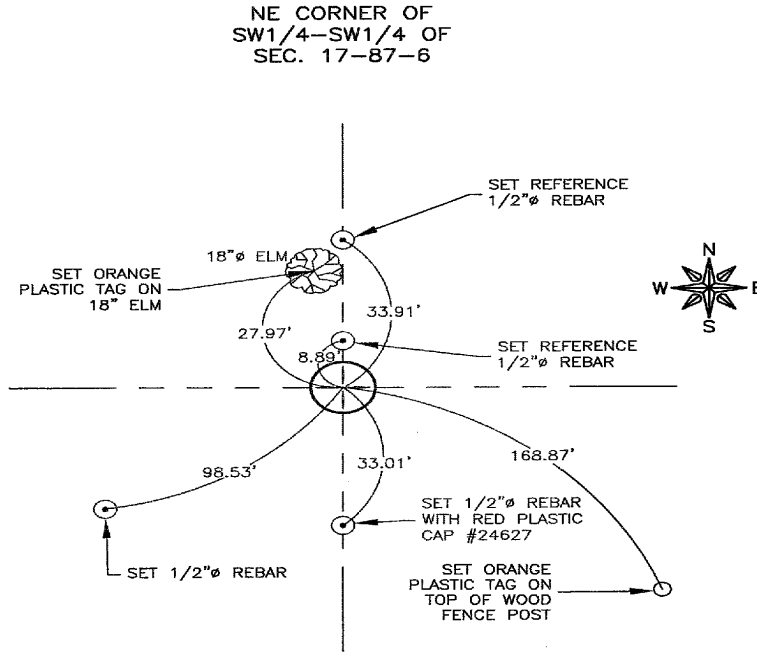 NE CORNER OF
SW1/4-SW1/4 OF
SEC. 17-87-6
SET REFERENCE
1/2"ø REBAR
18"ø ELM
SET ORANGE
PLASTIC TAG ON
18" ELM
N
W
E
S
33.91'
27.97'
8.89'
SET REFERENCE
1/2"ø REBAR
98.53'
33.01'
168.87'
SET 1/2"ø REBAR
WITH RED PLASTIC
CAP #24627
SET 1/2"ø REBAR
SET ORANGE
PLASTIC TAG ON
TOP OF WOOD
FENCE POST